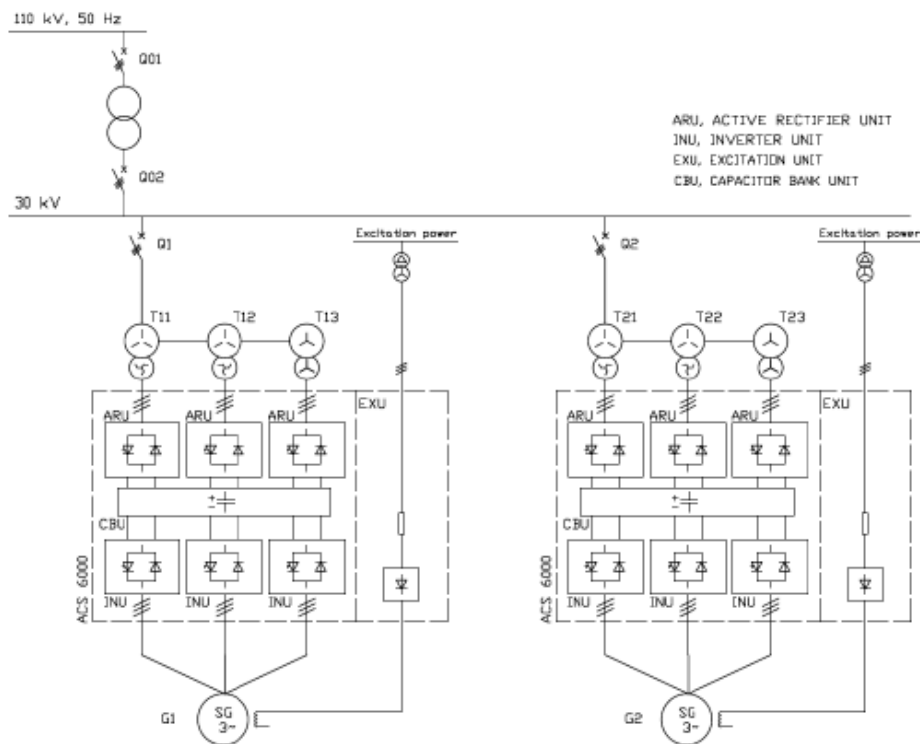 110 kV, 50 Hz
Q01
ARU, ACTIVE RECTIFIER UNIT
INU, INVERTER UNIT
EXU, EXCITATION UNIT
CBU, CAPACITOR BANK UNIT
Q02
30 kV
Q1
Excitation power
Q2
Excitation power
T11
T12
T13
T21
T22
T23
ARU
ARU
ARU
EXU
ARU
ARU
ARU
EXU
CBU
CBU
ACS 6000
INU
INU
INU
ACS 6000
INU
INU
INU
G1
SG
3~
G2
SG
3~